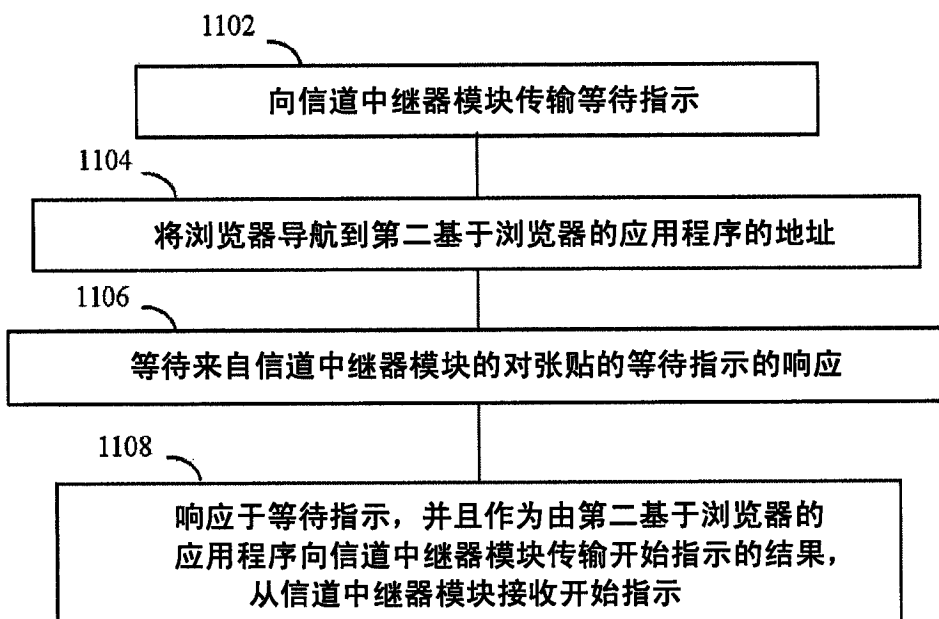 1102
向信道中继器模块传输等待指示
1104
将浏览器导航到第二基于浏览器的应用程序的地址
1106
等待来自信道中继器模块的对张贴的等待指示的响应
1108
响应于等待指示，并且作为由第二基于浏览器的
应用程序向信道中继器模块传输开始指示的结果，
从信道中继器模块接收开始指示